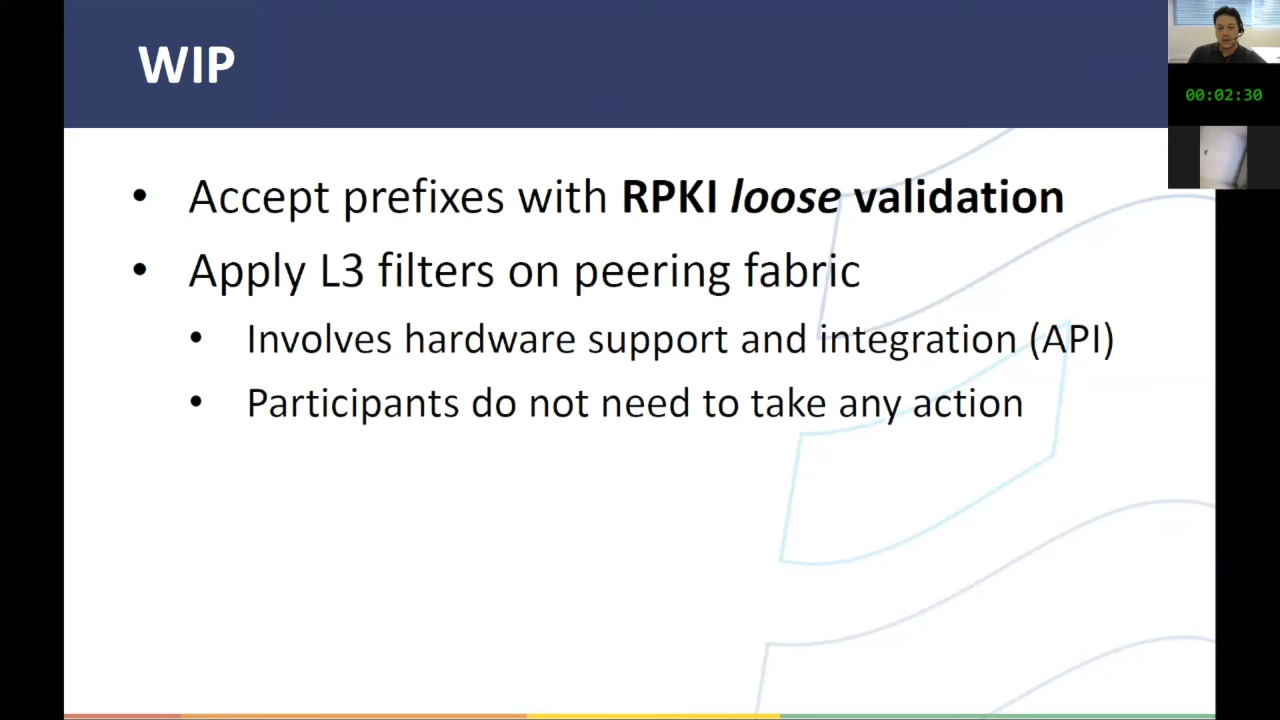 WIP
00:02:30
• Accept prefixes with RPKI loose validation
• Apply L3 filters on peering fabric
• Involves hardware support and integration (API)
• Participants do not need to take any action